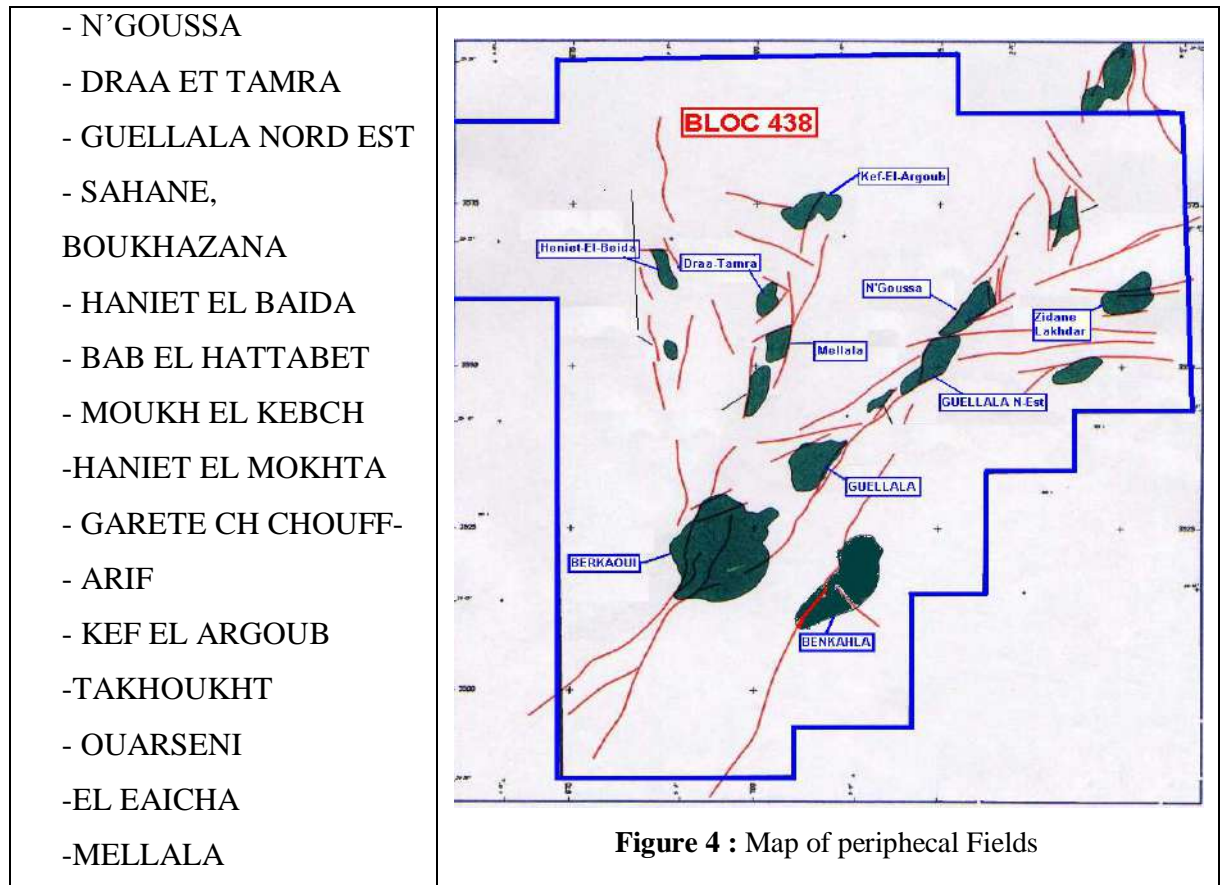 - N’GOUSSA
- DRAA ET TAMRA
- GUELLALA NORD EST
- SAHANE,
BOUKHAZANA
- HANIET EL BAIDA
- BAB EL HATTABET
- MOUKH EL KEBCH
-HANIET EL MOKHTA
- GARETE CH CHOUFF-
- ARIF
- KEF EL ARGOUB
-TAKHOUKHT
- OUARSENI
-EL EAICHA
-MELLALA
BLOC 438
Kef-El-Argoub
Heniet-El-Beida
Draa-Tamra
N'Goussa
Zidane
Lakhdar
Mellala
GUELLALA N-Est
GUELLALA
BERKAOUI
BENKAHLA
Figure 4 : Map of periphecal Fields